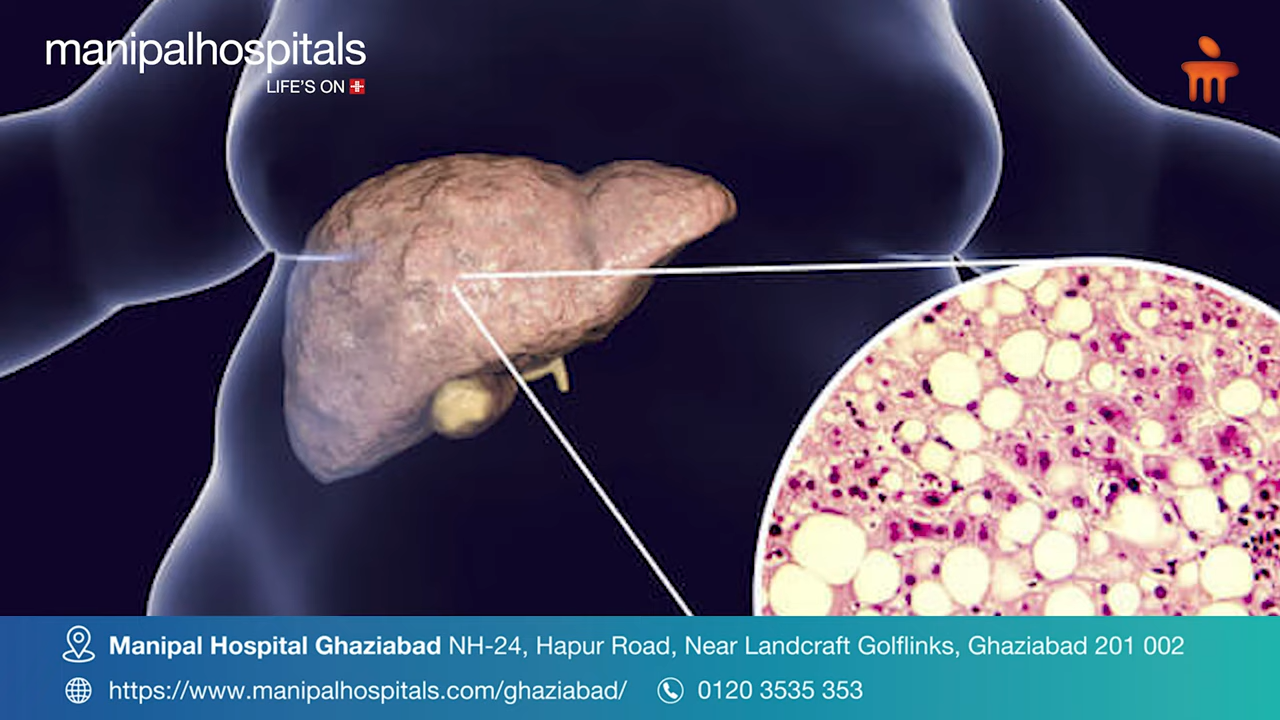 manipalhospitals
LIFE'S ON
Manipal Hospital Ghaziabad NH-24, Hapur Road, Near Landcraft Golflinks, Ghaziabad 201 002
https://www.manipalhospitals.com/ghaziabad/ 0120 3535 353